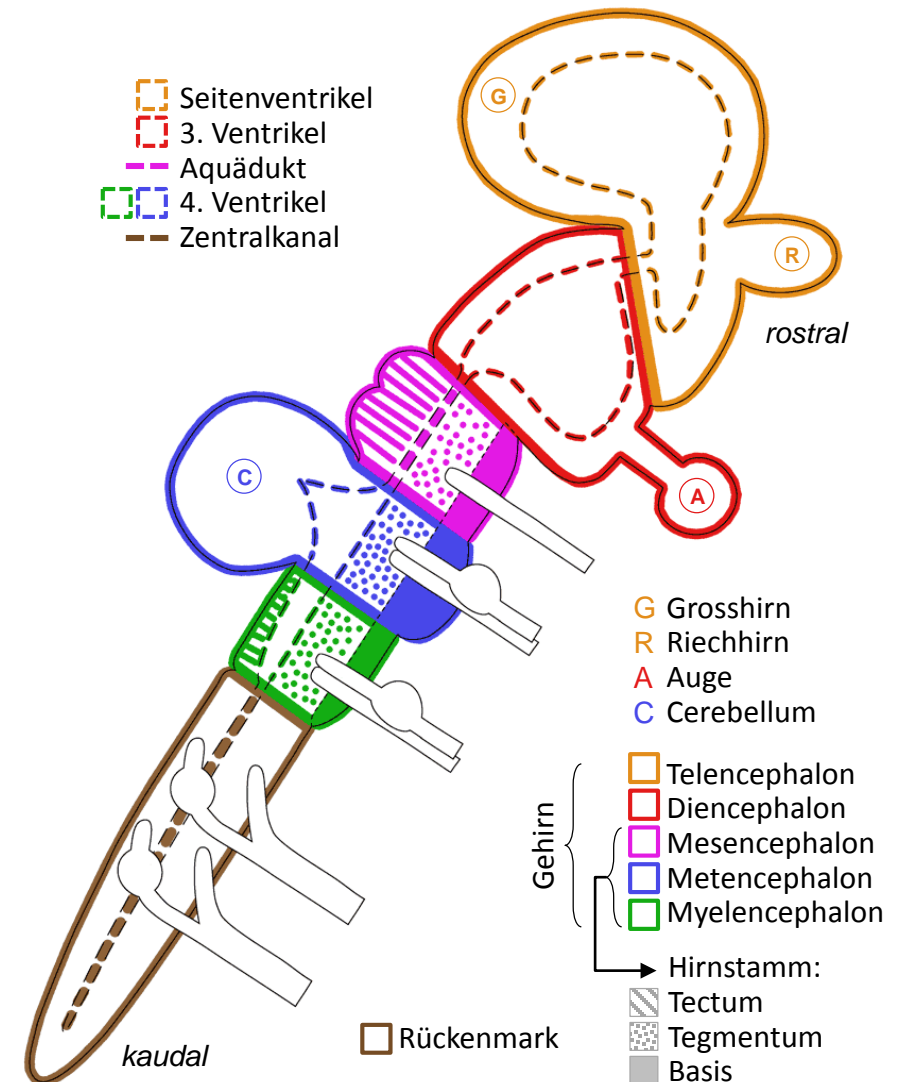 Seitenventrikel
3. Ventrikel
Aquädukt
4. Ventrikel
Zentralkanal
G
R
rostral
C
A
G Grosshirn
R Riechhirn
A Auge
C Cerebellum
Gehirn
Telencephalon
Diencephalon
Mesencephalon
Metencephalon
Myelencephalon
Hirnstamm:
Tectum
Tegmentum
Basis
Rückenmark
kaudal